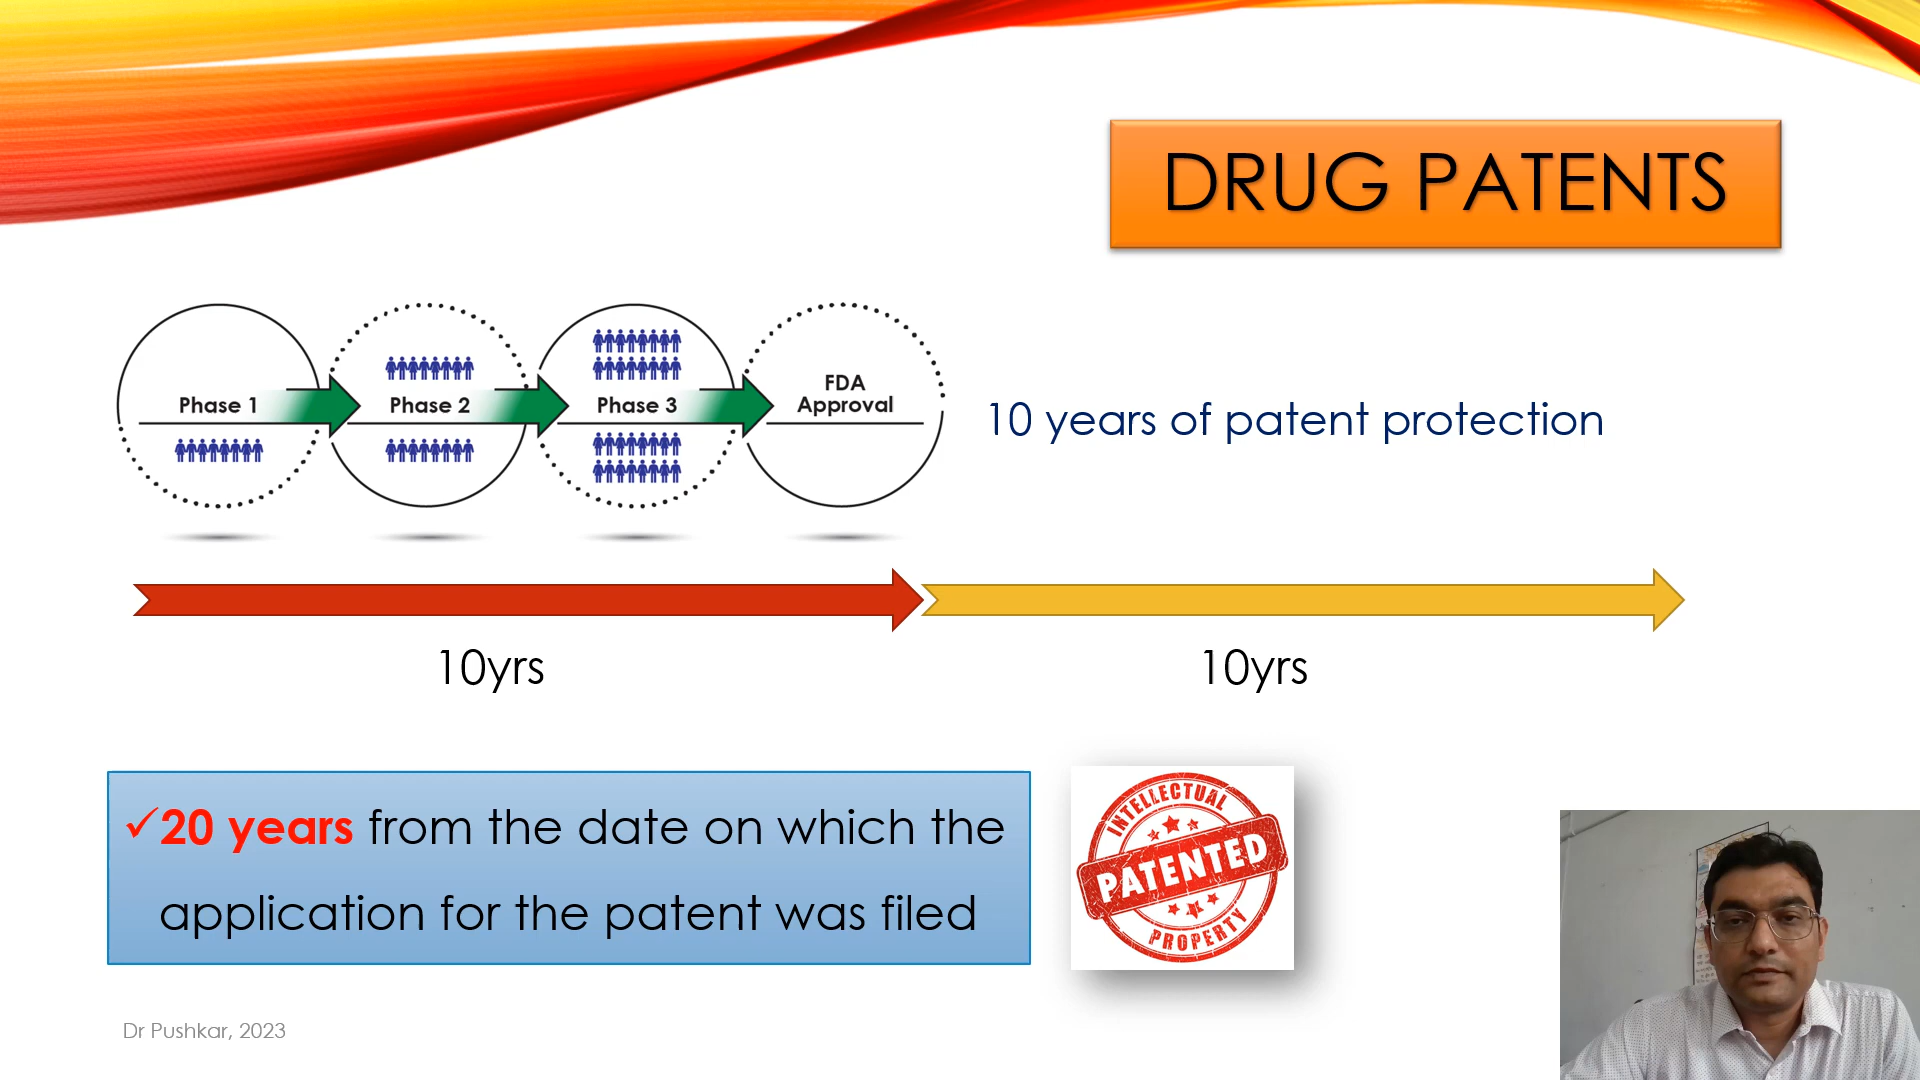 DRUG PATENTS
Phase 1
Phase 2
Phase 3
FDA
Approval
10 years of patent protection
10yrs
10yrs
✓20 years from the date on which the
application for the patent was filed
INTELLECTUAL
PATENTED
PROPERTY
Dr Pushkar, 2023